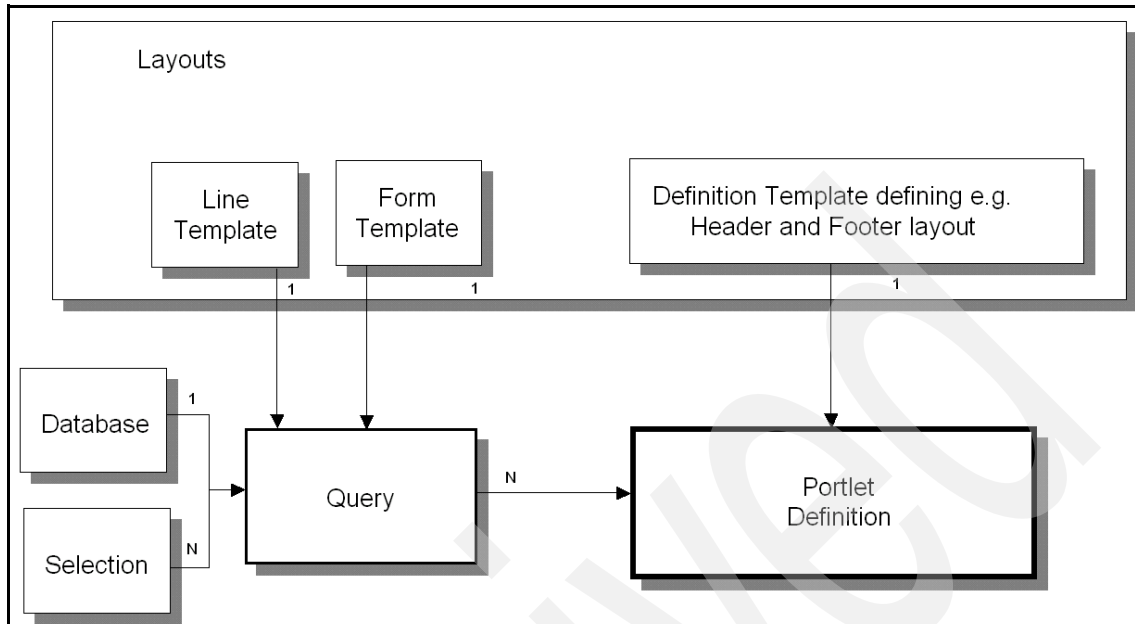 Layouts
Line
Template
Form
Template
Definition Template defining e.g.
Header and Footer layout
1
1
1
Database
1
Selection
N
Query
N
Portlet
Definition